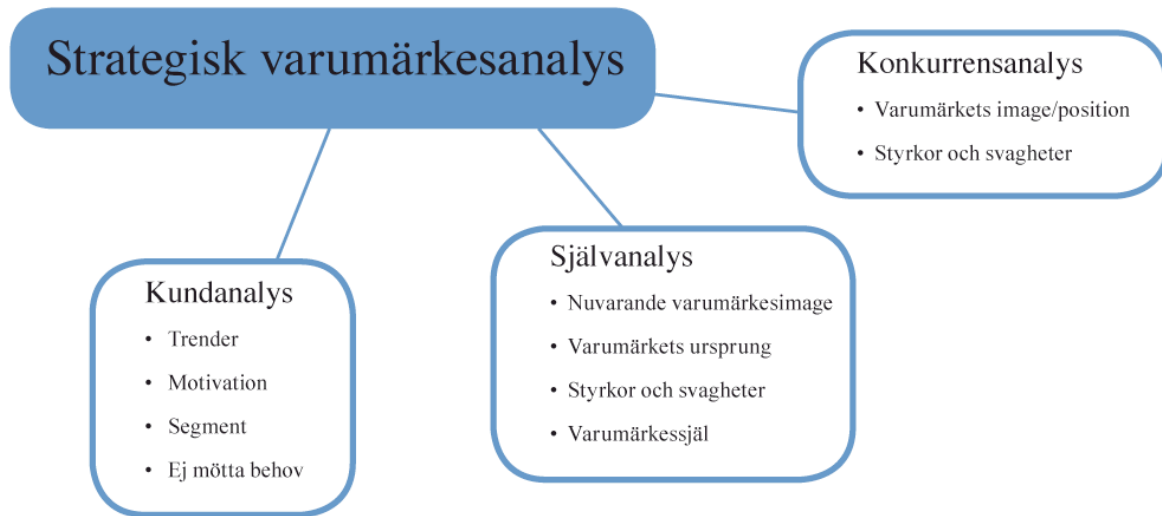 Strategisk varumärkesanalys
Konkurrensanalys
• Varumärkets image/position
• Styrkor och svagheter
Självanalys
• Nuvarande varumärkesimage
• Varumärkets ursprung
• Styrkor och svagheter
• Varumärkessjäl
Kundanalys
• Trender
• Motivation
• Segment
• Ej mötta behov